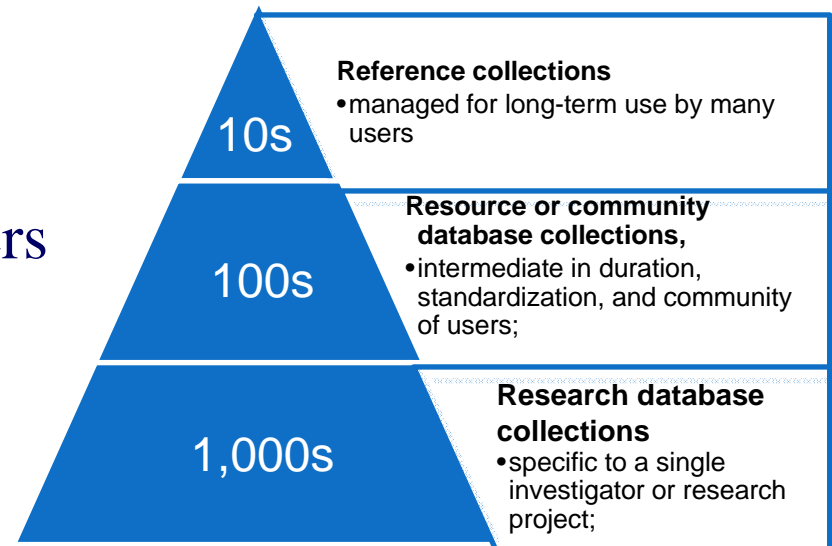 10s
Reference collections
•managed for long-term use by many
users
rs
100s
Resource or community
database collections,
•intermediate in duration,
standardization, and community
of users;
1,000s
Research database
collections
•specific to a single
investigator or research
project;